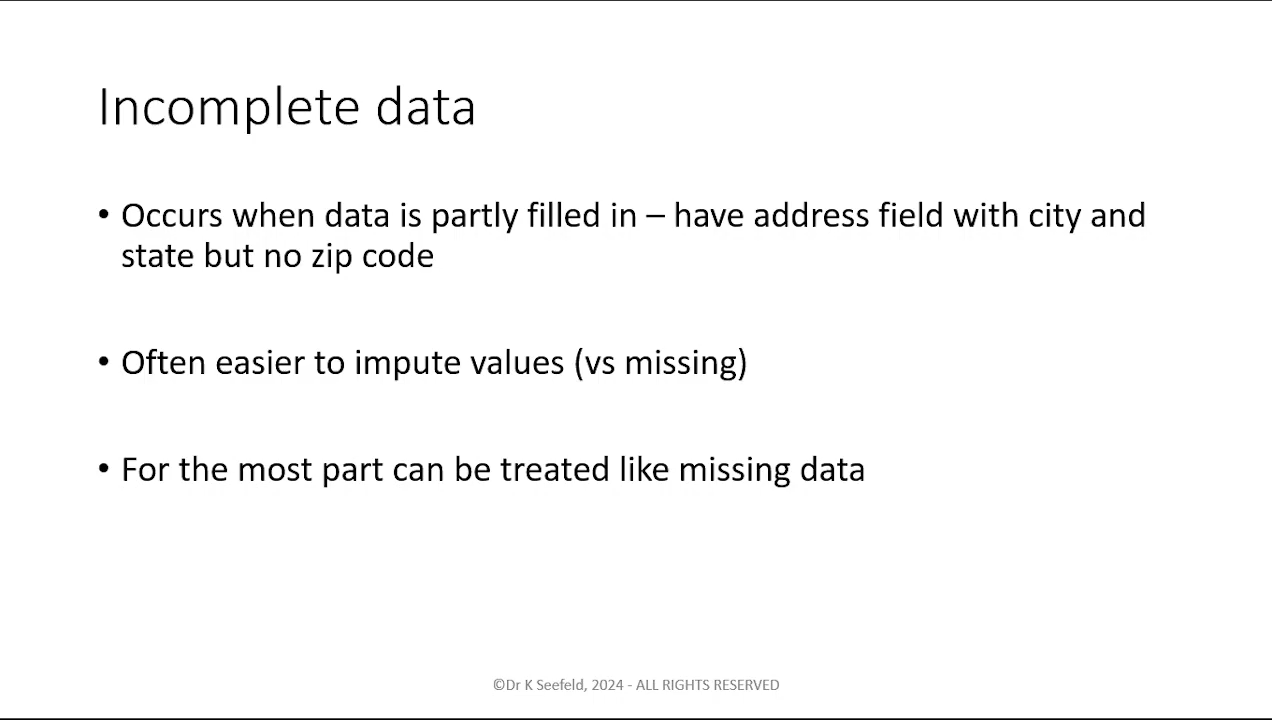 Incomplete data
• Occurs when data is partly filled in – have address field with city and
state but no zip code
• Often easier to impute values (vs missing)
• For the most part can be treated like missing data
©Dr K Seefeld, 2024 - ALL RIGHTS RESERVED